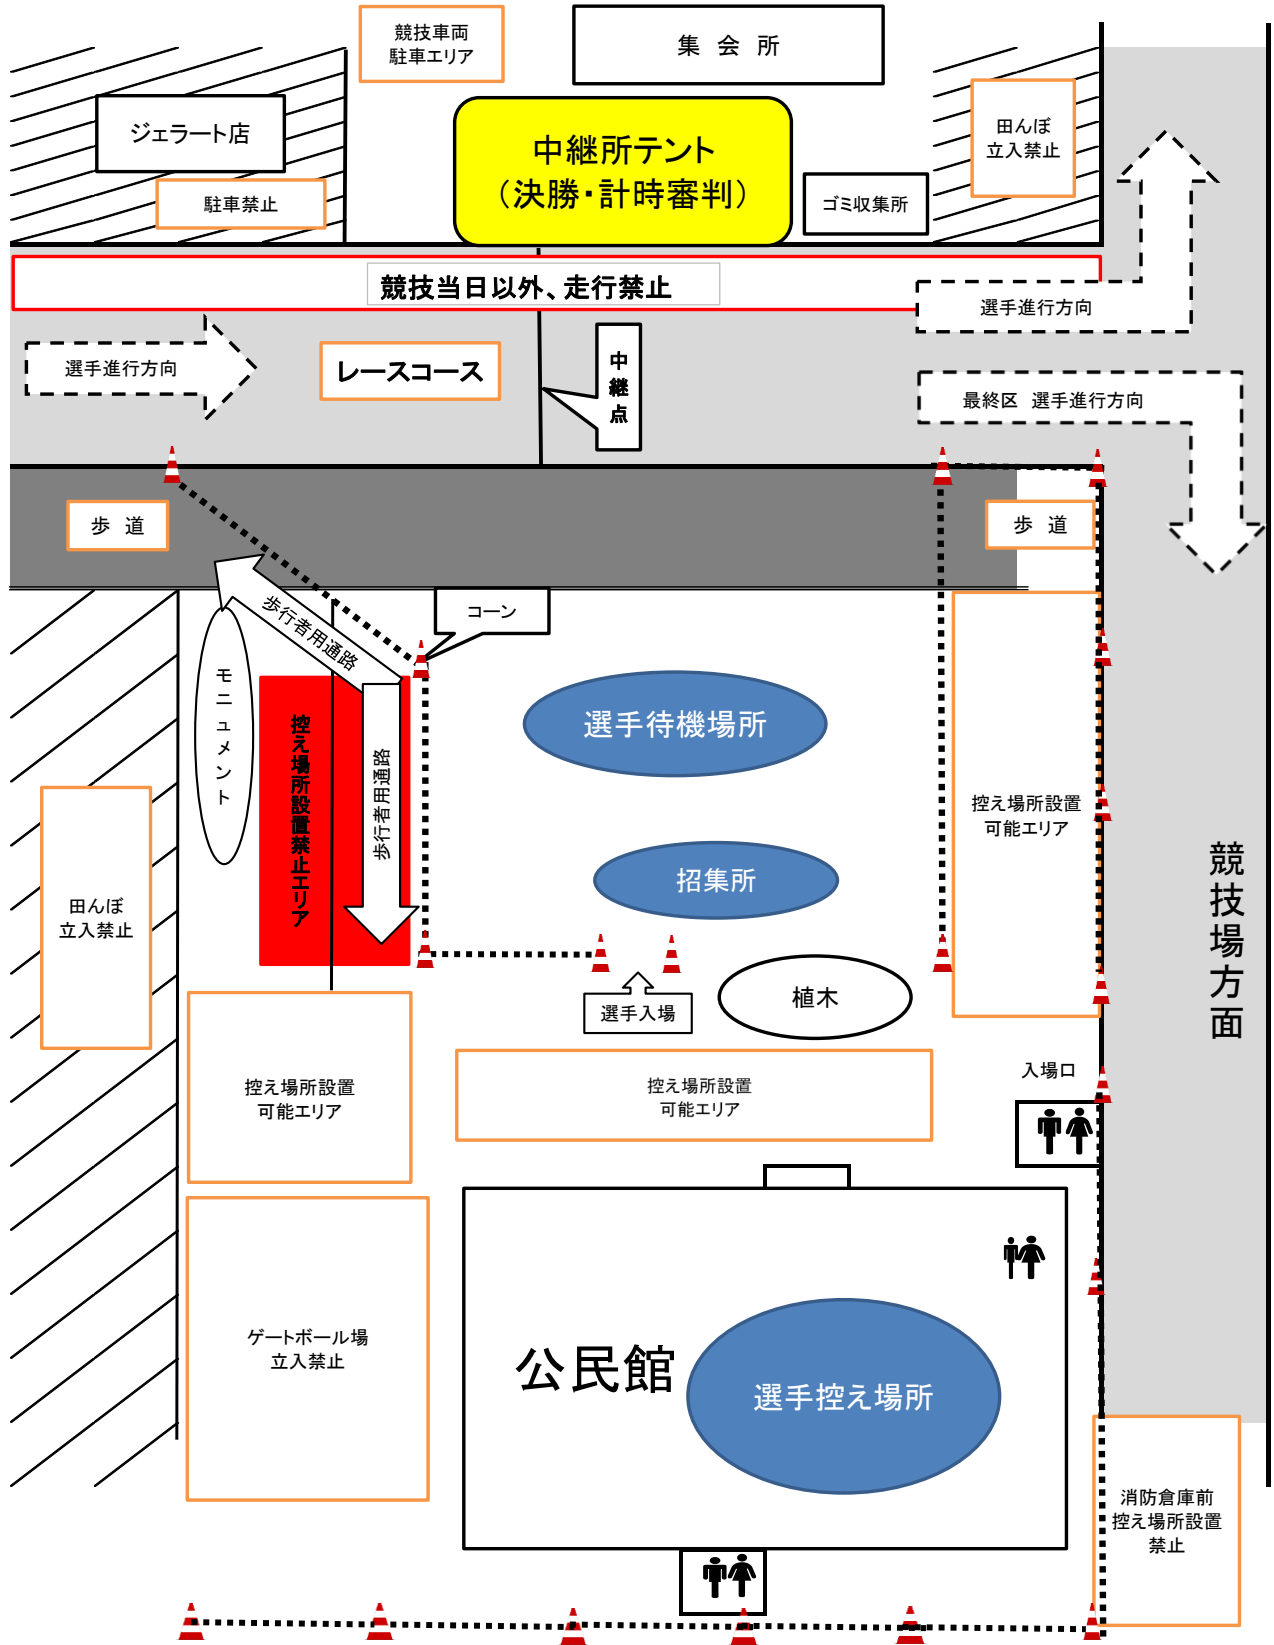 競技車両
駐車エリア
集　会　所
ジェラート店
駐車禁止
中継所テント
（決勝・計時審判）
ゴミ収集所
田んぼ
立入禁止
競技当日以外、走行禁止
選手進行方向
選手進行方向
レースコース
中継点
最終区　選手進行方向
歩　道
歩　道
コーン
歩行者用通路
モニュメント
控え場所設置禁止エリア
歩行者用通路
選手待機場所
招集所
控え場所設置
可能エリア
競技場方面
田んぼ
立入禁止
植木
選手入場
控え場所設置
可能エリア
控え場所設置
可能エリア
入場口
ゲートボール場
立入禁止
公民館
選手控え場所
消防倉庫前
控え場所設置
禁止